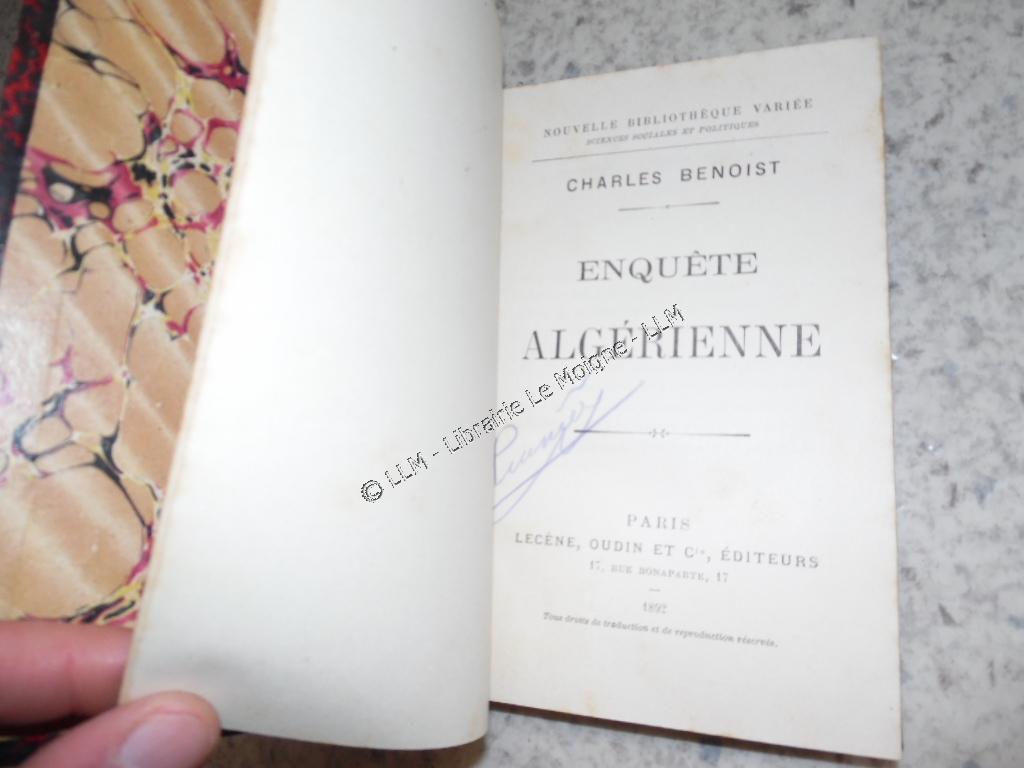 NOUVELLE BIBLIOTHÈQUE VARIÉE
SCIENCES SOCIALES ET POLITIQUES
CHARLES BENOIST
ENQUÊTE
ALGÉRIENNE
© LLM - Librairie Le Moigne - LLM
PARIS
LECÈNE, OUDIN ET Cie, ÉDITEURS
17, RUE BONAPARTE, 17
1892
Tous droits de traduction et de reproduction réservés.